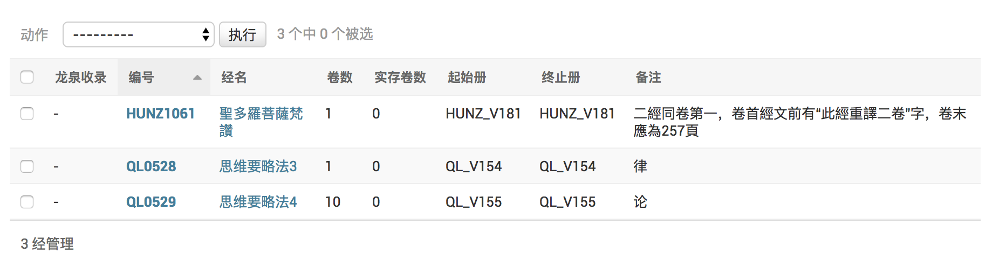 动作 --------- 执行 3 个中 0 个被选
龙泉收录 编号 经名 卷数 实存卷数 起始册 终止册 备注
- HUNZ1061 聖多羅菩薩梵 1 0 HUNZ_V181 HUNZ_V181 二經同卷第一，卷首經文前有“此經重譯二卷”字，卷末
讚 應為257頁
- QL0528 思维要略法3 1 0 QL_V154 QL_V154 律
- QL0529 思维要略法4 10 0 QL_V155 QL_V155 论
3 经管理